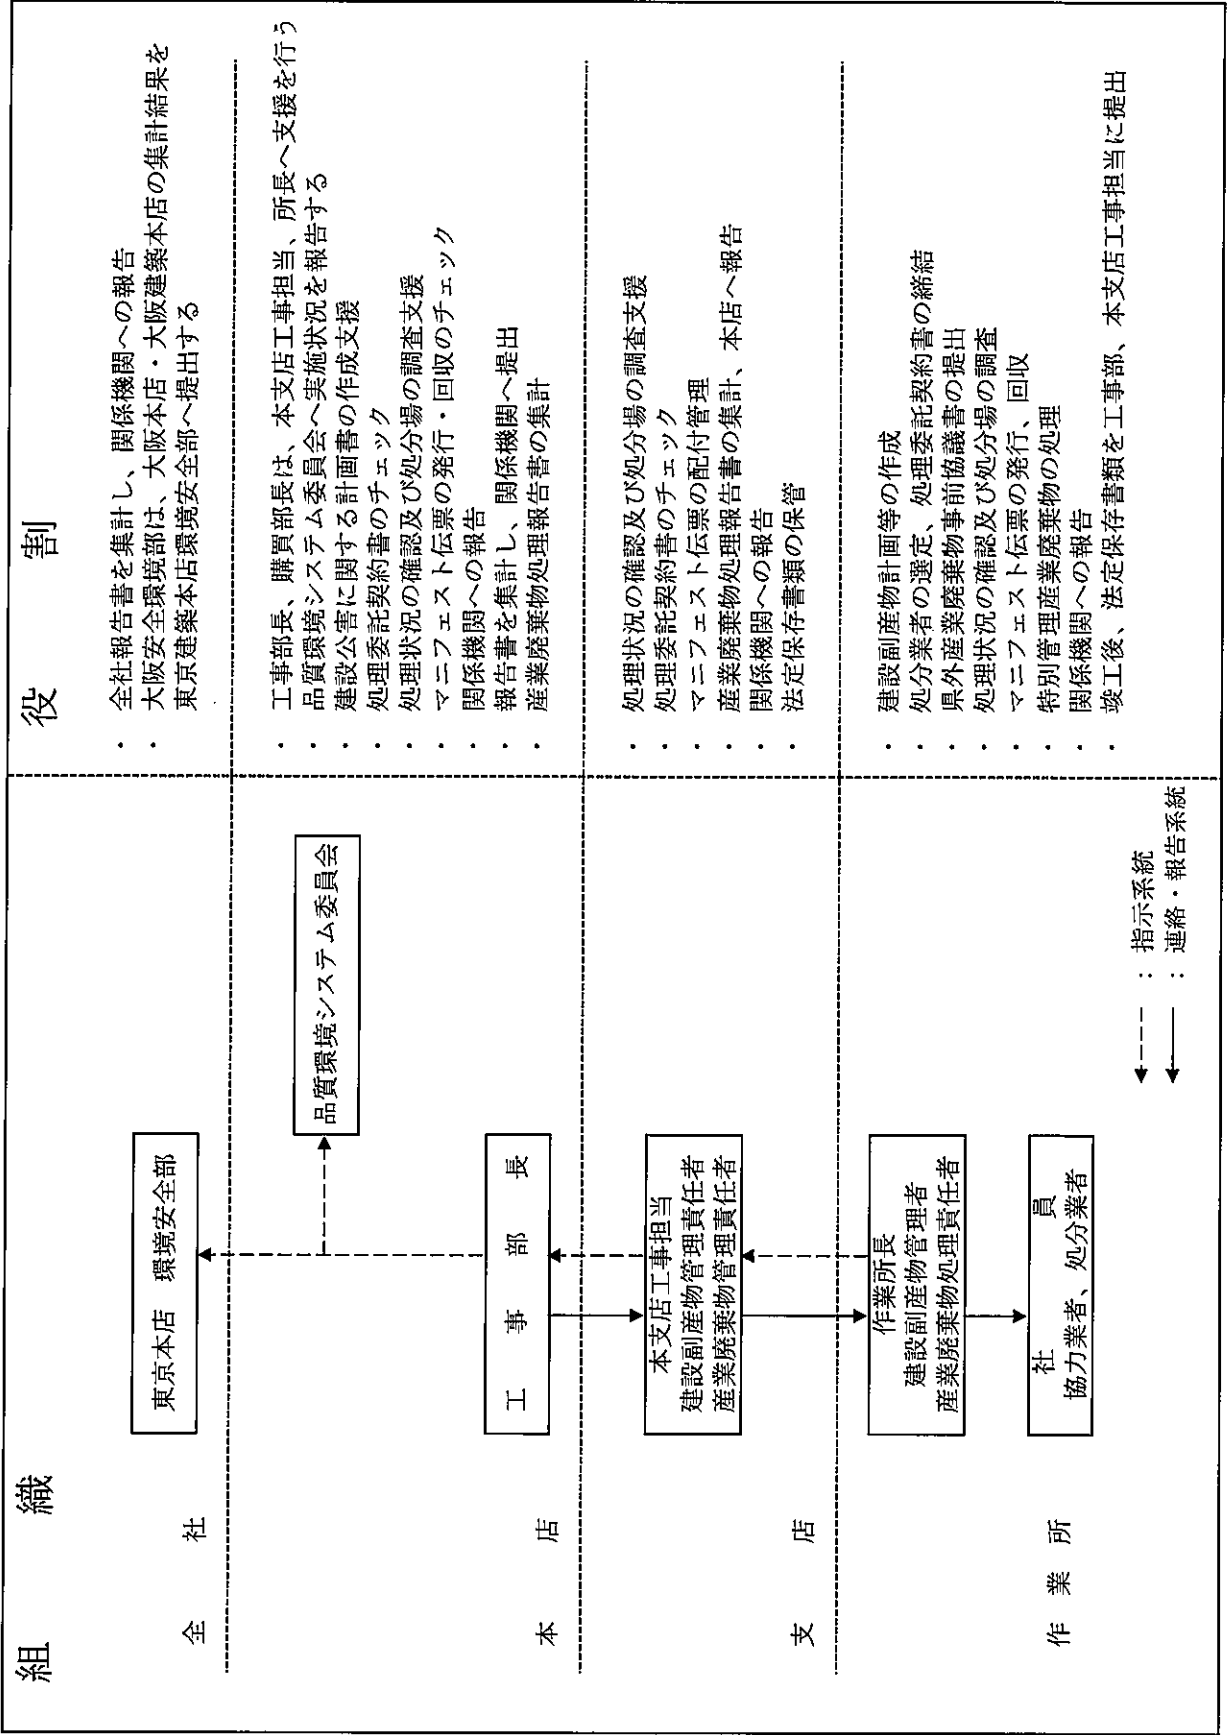 組織
役割
全社
東京本店 環境安全部
・ 全社報告書を集計し、関係機関への報告
・ 大阪安全環境部は、大阪本店・大阪建築本店の集計結果を
東京建築本店環境安全部へ提出する
本店
品質環境システム委員会
工事部長
・ 工事部長、購買部長は、本支店工事担当、所長へ支援を行う
・ 品質環境システム委員会へ実施状況を報告する
・ 建設公害に関する計画書の作成支援
・ 処理委託契約書のチェック
・ 処理状況の確認及び処分場の調査支援
・ マニフェスト伝票の発行・回収のチェック
・ 関係機関への報告
・ 報告書を集計し、関係機関へ提出
・ 産業廃棄物処理報告書の集計
支店
本支店工事担当
建設副産物管理責任者
産業廃棄物管理責任者
・ 処理状況の確認及び処分場の調査支援
・ 処理委託契約書のチェック
・ マニフェスト伝票の配付管理
・ 産業廃棄物処理報告書の集計、本店へ報告
・ 関係機関への報告
・ 法定保存書類の保管
作業所
作業所長
建設副産物管理者
産業廃棄物処理責任者
社員
協力業者、処分業者
・ 建設副産物計画等の作成
・ 処分業者の選定、処理委託契約書の締結
・ 県外産業廃棄物事前協議書の提出
・ 処理状況の確認及び処分場の調査
・ マニフェスト伝票の発行、回収
・ 特別管理産業廃棄物の処理
・ 関係機関への報告
・ 竣工後、法定保存書類を工事部、本支店工事担当に提出
：指示系統
：連絡・報告系統